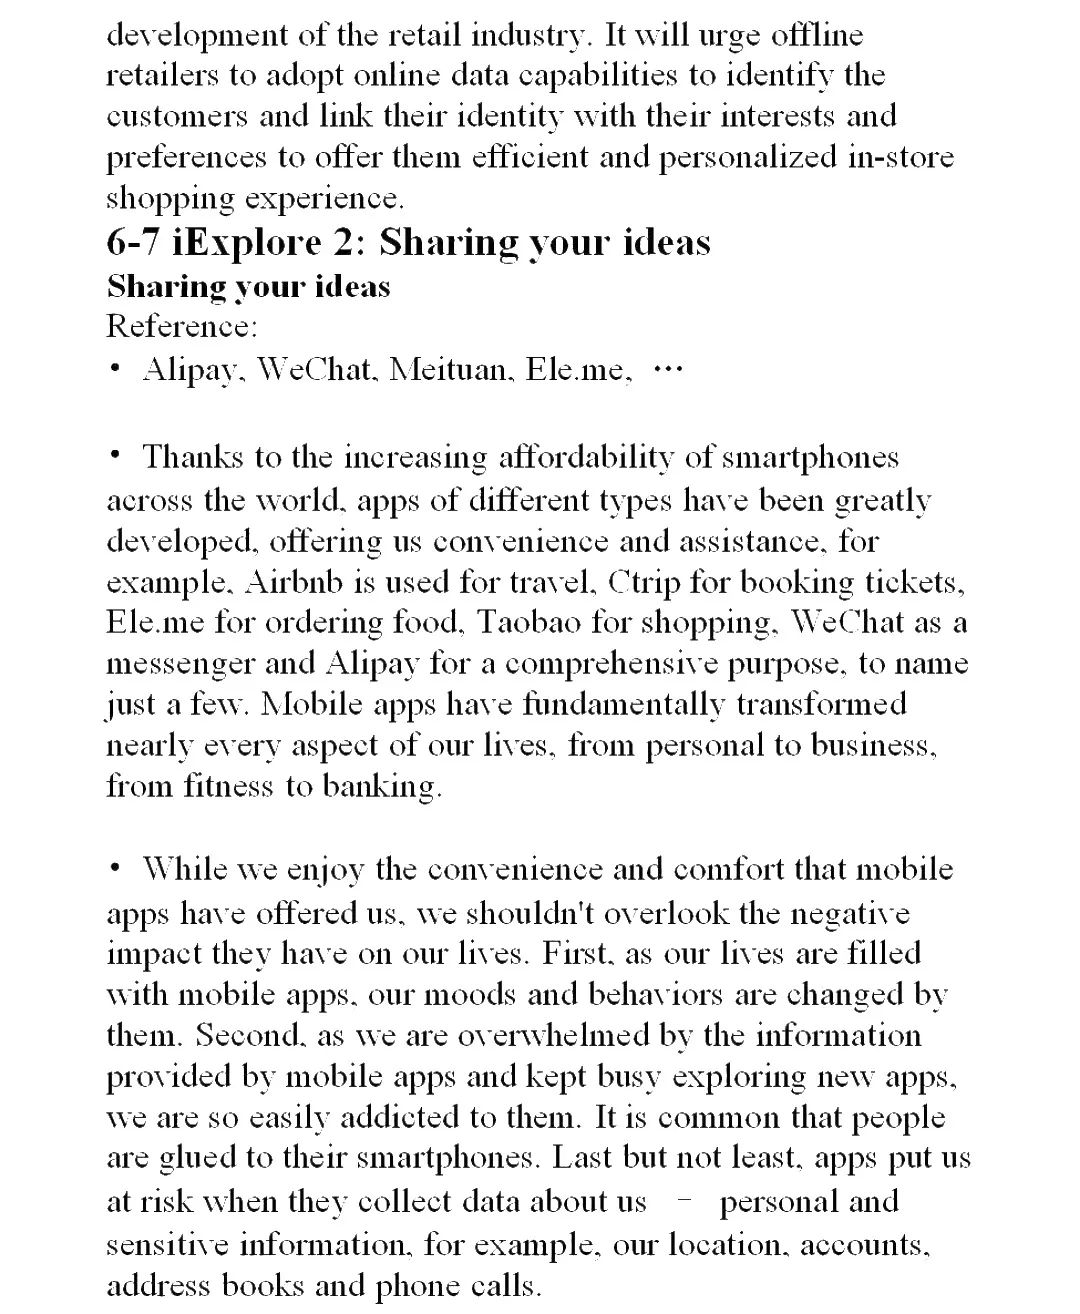 development of the retail industry. It will urge offline
retailers to adopt online data capabilities to identify the
customers and link their identity with their interests and
preferences to offer them efficient and personalized in-store
shopping experience.
6-7 iExplore 2: Sharing your ideas
Sharing your ideas
Reference:
• Alipay, WeChat, Meituan, Ele.me, ···
• Thanks to the increasing affordability of smartphones
across the world, apps of different types have been greatly
developed, offering us convenience and assistance, for
example, Airbnb is used for travel, Ctrip for booking tickets,
Ele.me for ordering food, Taobao for shopping, WeChat as a
messenger and Alipay for a comprehensive purpose, to name
just a few. Mobile apps have fundamentally transformed
nearly every aspect of our lives, from personal to business,
from fitness to banking.
• While we enjoy the convenience and comfort that mobile
apps have offered us, we shouldn't overlook the negative
impact they have on our lives. First, as our lives are filled
with mobile apps, our moods and behaviors are changed by
them. Second, as we are overwhelmed by the information
provided by mobile apps and kept busy exploring new apps,
we are so easily addicted to them. It is common that people
are glued to their smartphones. Last but not least, apps put us
at risk when they collect data about us – personal and
sensitive information, for example, our location, accounts,
address books and phone calls.